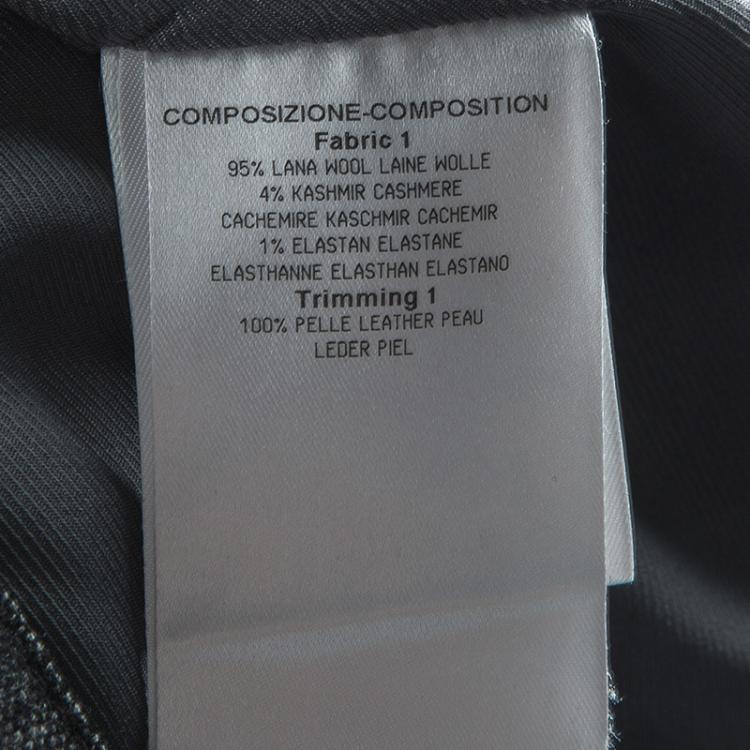 COMPOSIZIONE-COMPOSITION
Fabric 1
95% LANA WOOL LAINE WOLLE
4% KASHMIR CASHMERE
CACHEMIRE KASCHMIR CACHEMIR
1% ELASTAN ELASTANE
ELASTHANNE ELASTHAN ELASTANO
Trimming 1
100% PELLE LEATHER PEAU
LEDER PIEL